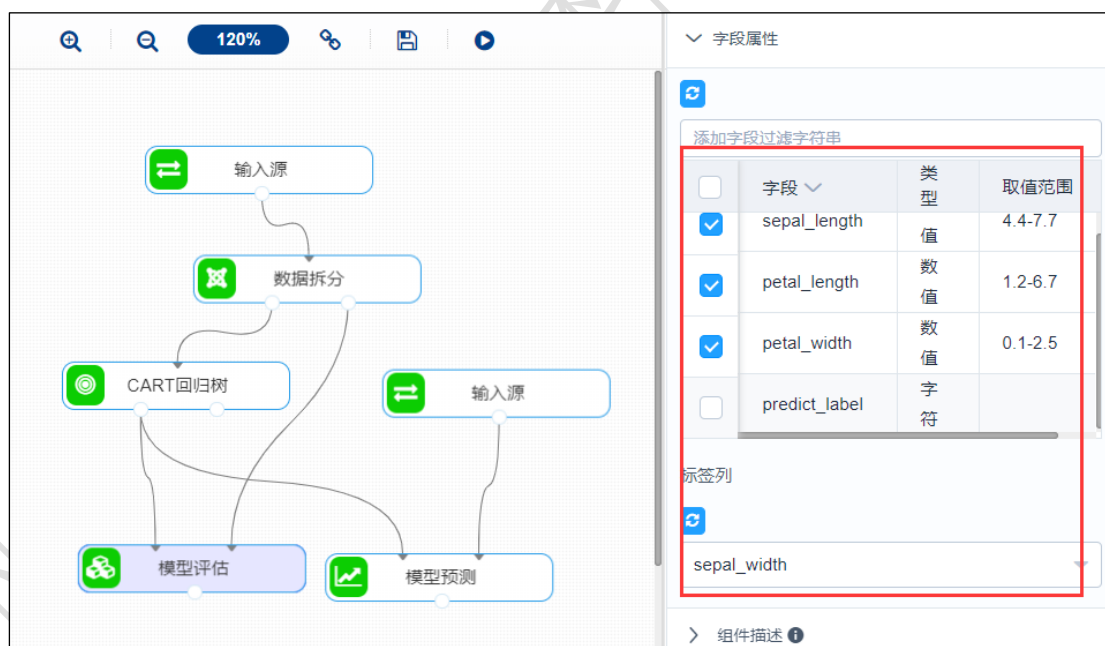 120%
输入源
数据拆分
CART回归树
输入源
模型评估
模型预测
字段属性
添加字段过滤字符串
字段 类型 取值范围
sepal_length 值 4.4-7.7
petal_length 数值 1.2-6.7
petal_width 数值 0.1-2.5
predict_label 字符
标签列
sepal_width
组件描述